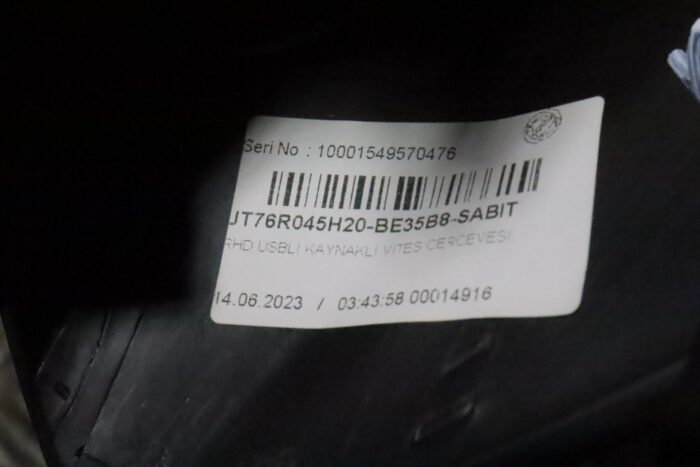 Seri No : 10001549570476
JT76R045H20-BE35B8-SABIT
RHD USBLI KAYNAKLI VITES CERCEVESI
14.06.2023 / 03:43:58 00014916